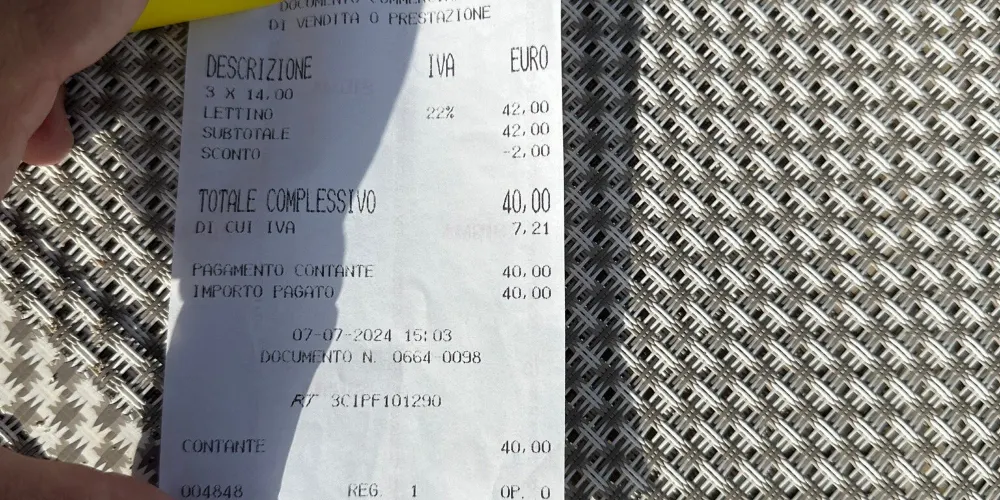 DOCUMENTO COMMERCIALE
DI VENDITA O PRESTAZIONE
DESCRIZIONE IVA EURO
3 X 14,00
LETTINO 22% 42,00
SUBTOTALE 42,00
SCONTO -2,00
TOTALE COMPLESSIVO 40,00
DI CUI IVA 7,21
PAGAMENTO CONTANTE 40,00
IMPORTO PAGATO 40,00
07-07-2024 15:03
DOCUMENTO N. 0664-0098
RT 3CIPF101290
CONTANTE 40,00
004848 REG. 1 OP. 0